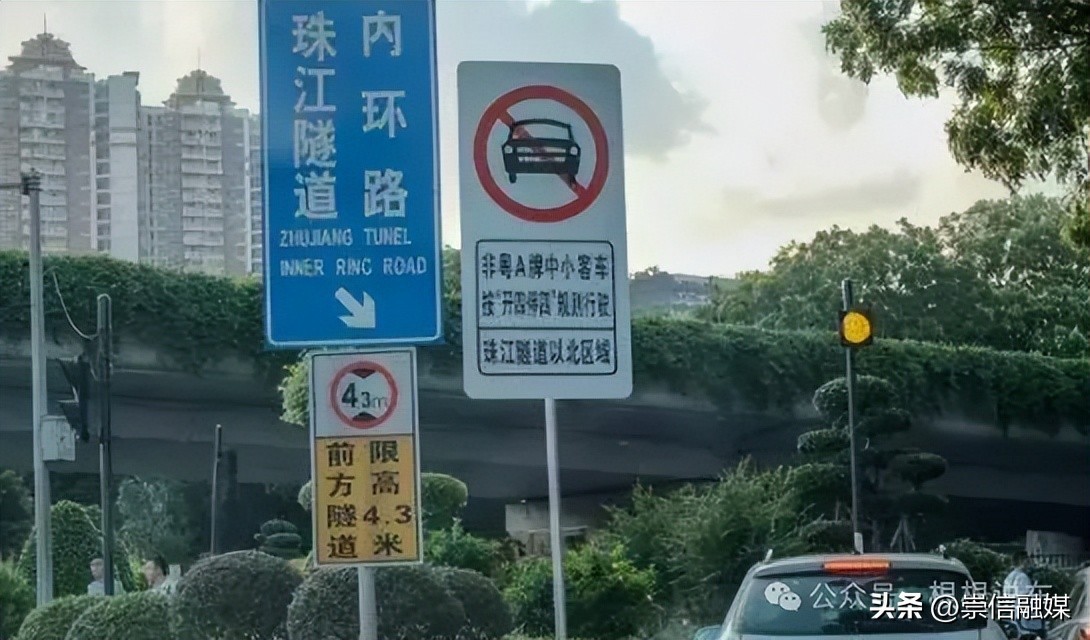 内环路
珠江隧道
ZHUJIANG TUNEL
INNER RING ROAD
4.3m
限高4.3米
前方隧道
非粤A牌中小客车
按"开四停四"规则行驶
珠江隧道以北区域
公众号
头条 @崇信融媒